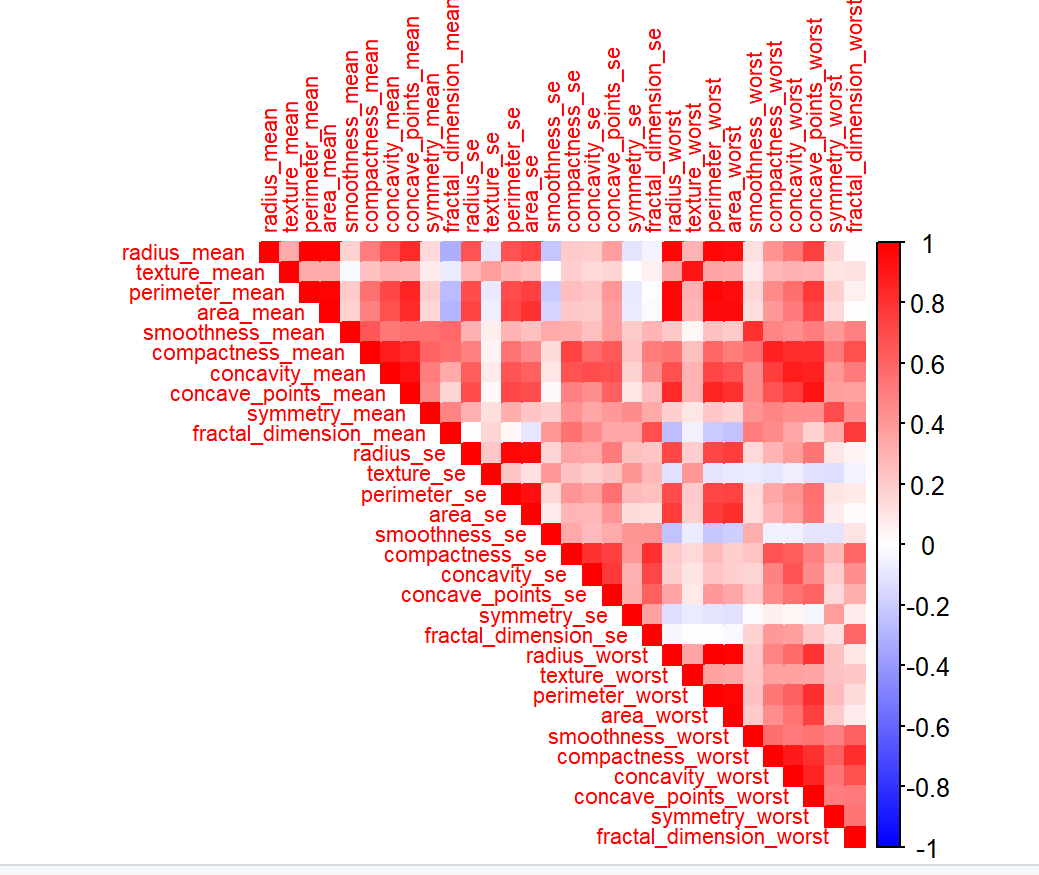 radius_mean
texture_mean
perimeter_mean
area_mean
smoothness_mean
compactness_mean
concavity_mean
concave_points_mean
symmetry_mean
fractal_dimension_mean
radius_se
texture_se
perimeter_se
area_se
smoothness_se
compactness_se
concavity_se
concave_points_se
symmetry_se
fractal_dimension_se
radius_worst
texture_worst
perimeter_worst
area_worst
smoothness_worst
compactness_worst
concavity_worst
concave_points_worst
symmetry_worst
fractal_dimension_worst
radius_mean
texture_mean
perimeter_mean
area_mean
smoothness_mean
compactness_mean
concavity_mean
concave_points_mean
symmetry_mean
fractal_dimension_mean
radius_se
texture_se
perimeter_se
area_se
smoothness_se
compactness_se
concavity_se
concave_points_se
symmetry_se
fractal_dimension_se
radius_worst
texture_worst
perimeter_worst
area_worst
smoothness_worst
compactness_worst
concavity_worst
concave_points_worst
symmetry_worst
fractal_dimension_worst
1
0.8
0.6
0.4
0.2
0
-0.2
-0.4
-0.6
-0.8
-1